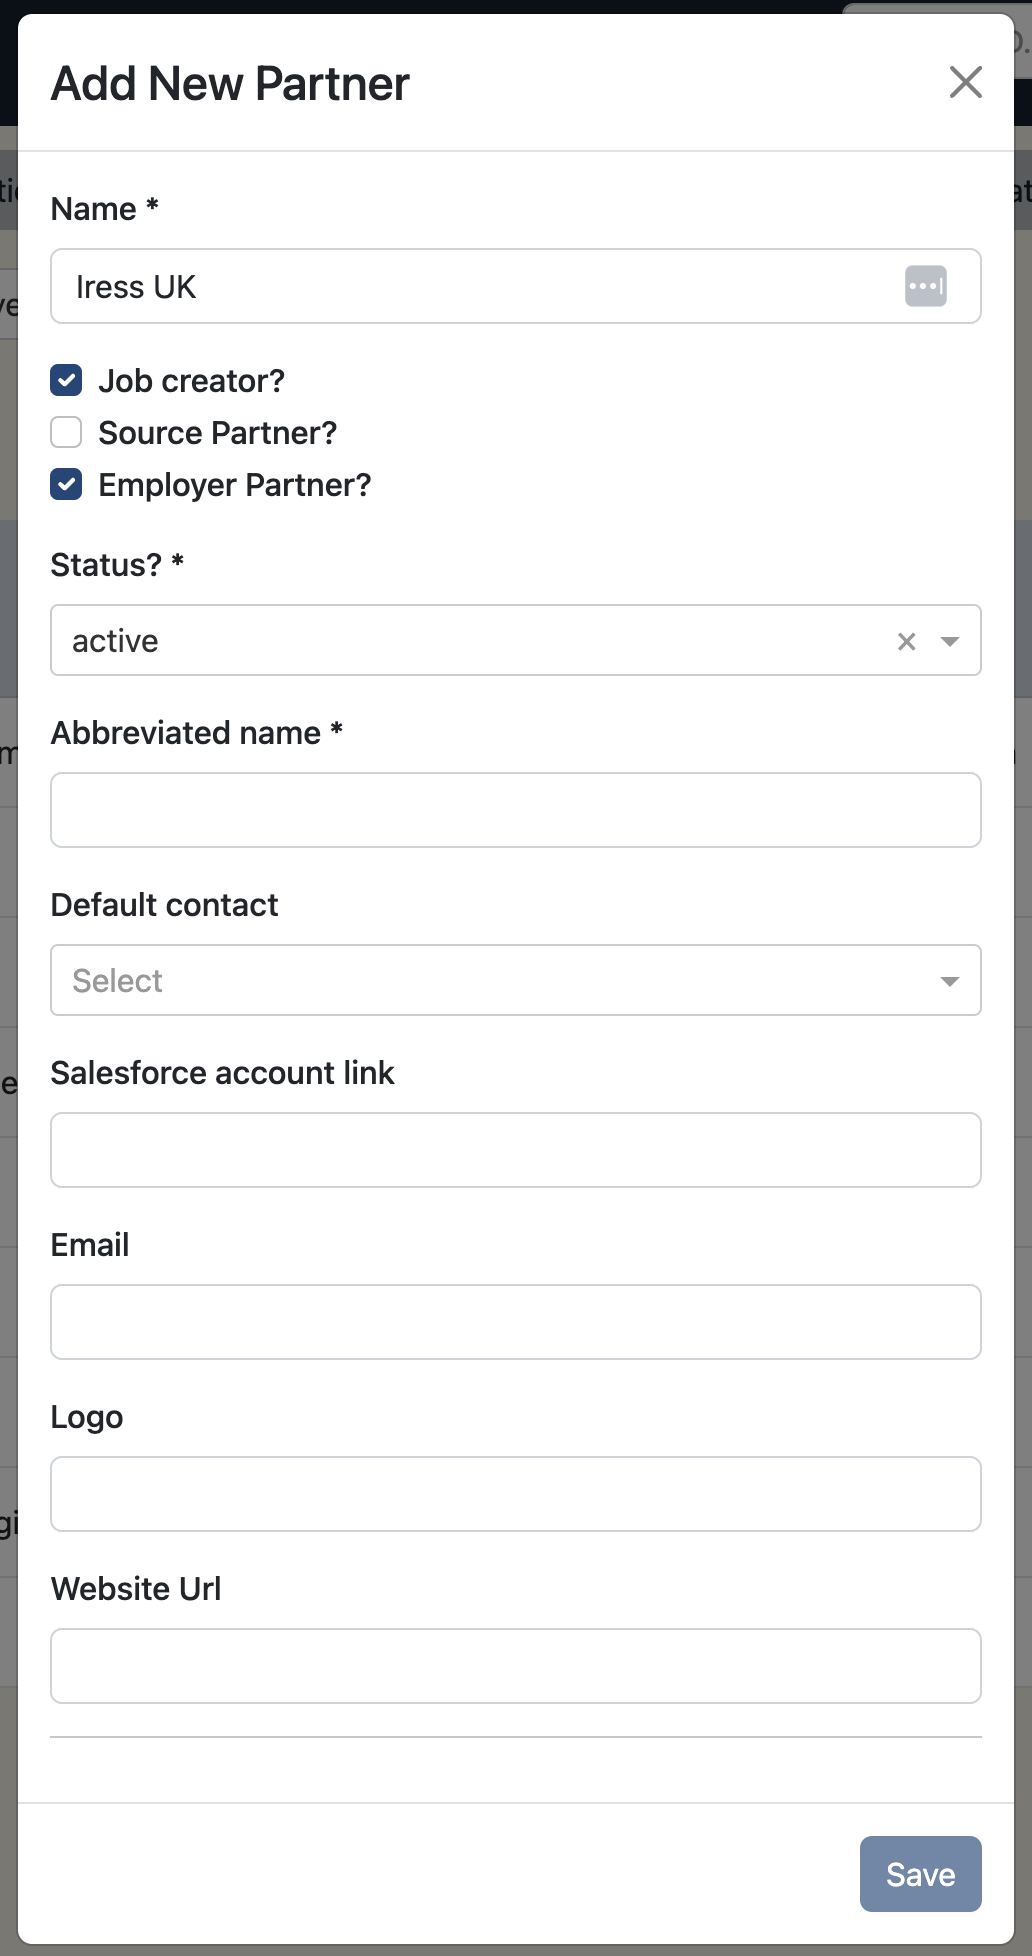 Add New Partner
Name *
Iress UK
Job creator?
Source Partner?
Employer Partner?
Status? *
active
Abbreviated name *
Default contact
Select
Salesforce account link
Email
Logo
Website Url
Save